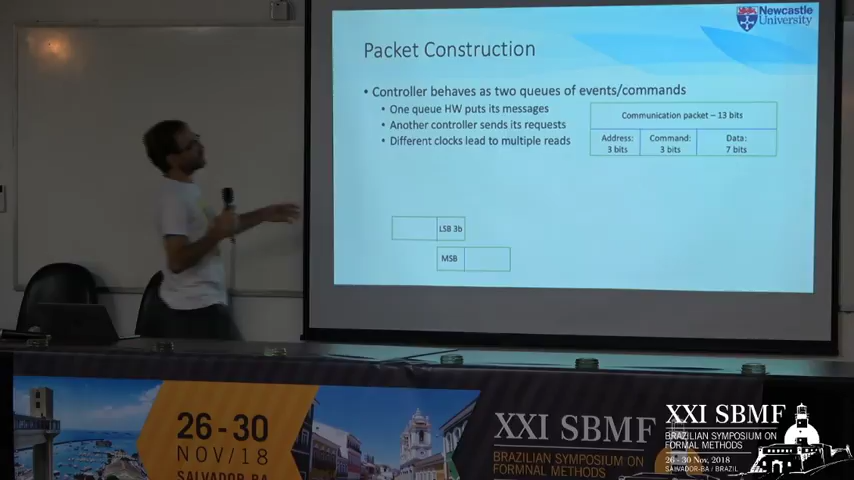 Newcastle
University
Packet Construction
• Controller behaves as two queues of events/commands
• One queue HW puts its messages
• Another controller sends its requests
• Different clocks lead to multiple reads
Communication packet – 13 bits
Address:
3 bits
Command:
3 bits
Data:
7 bits
LSB 3b
MSB
26-30
NOV/18
SALVADOR-BA
XXI SBMF
BRAZILIAN SYMPOSIUM ON
FORMNAL METHODS
XXI SBMF
BRAZILIAN SYMPOSIUM ON
FORMAL METHODS
26 - 30 Nov, 2018
SALVADOR-BA / BRAZIL